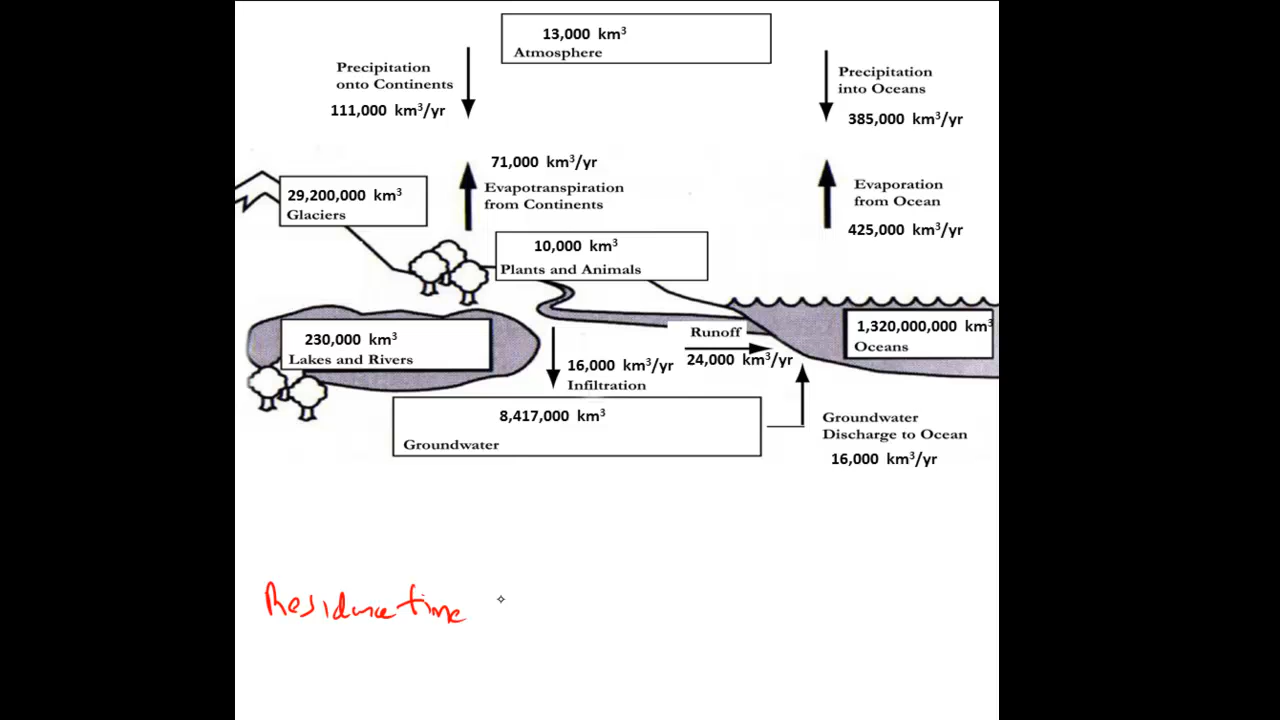 13,000 km³
Atmosphere
Precipitation
onto Continents
111,000 km³/yr
Precipitation
into Oceans
385,000 km³/yr
71,000 km³/yr
Evapotranspiration
from Continents
Evaporation
from Ocean
425,000 km³/yr
29,200,000 km³
Glaciers
10,000 km³
Plants and Animals
230,000 km³
Lakes and Rivers
Runoff
24,000 km³/yr
1,320,000,000 km³
Oceans
16,000 km³/yr
Infiltration
8,417,000 km³
Groundwater
Groundwater
Discharge to Ocean
16,000 km³/yr
Residence time